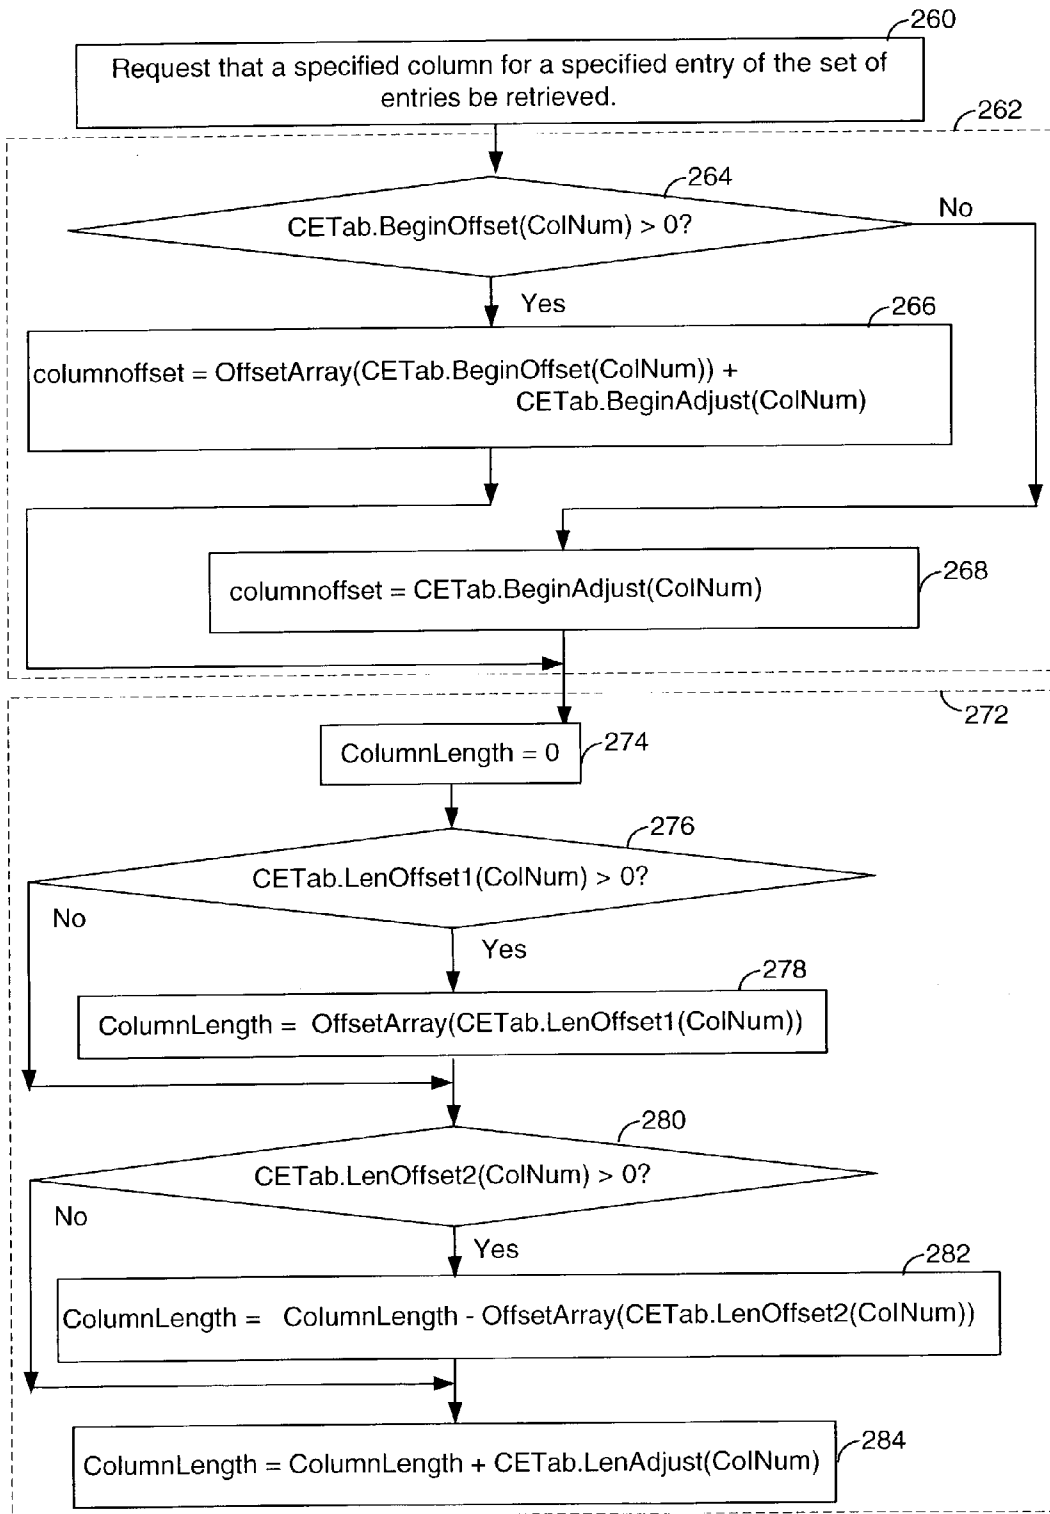 260
Request that a specified column for a specified entry of the set of
entries be retrieved.
262
264
CETab.BeginOffset(ColNum) > 0?
No
Yes
266
columnoffset = OffsetArray(CETab.BeginOffset(ColNum)) +
CETab.BeginAdjust(ColNum)
268
columnoffset = CETab.BeginAdjust(ColNum)
272
274
ColumnLength = 0
276
CETab.LenOffset1(ColNum) > 0?
No
Yes
278
ColumnLength = OffsetArray(CETab.LenOffset1(ColNum))
280
CETab.LenOffset2(ColNum) > 0?
No
Yes
282
ColumnLength = ColumnLength - OffsetArray(CETab.LenOffset2(ColNum))
284
ColumnLength = ColumnLength + CETab.LenAdjust(ColNum)